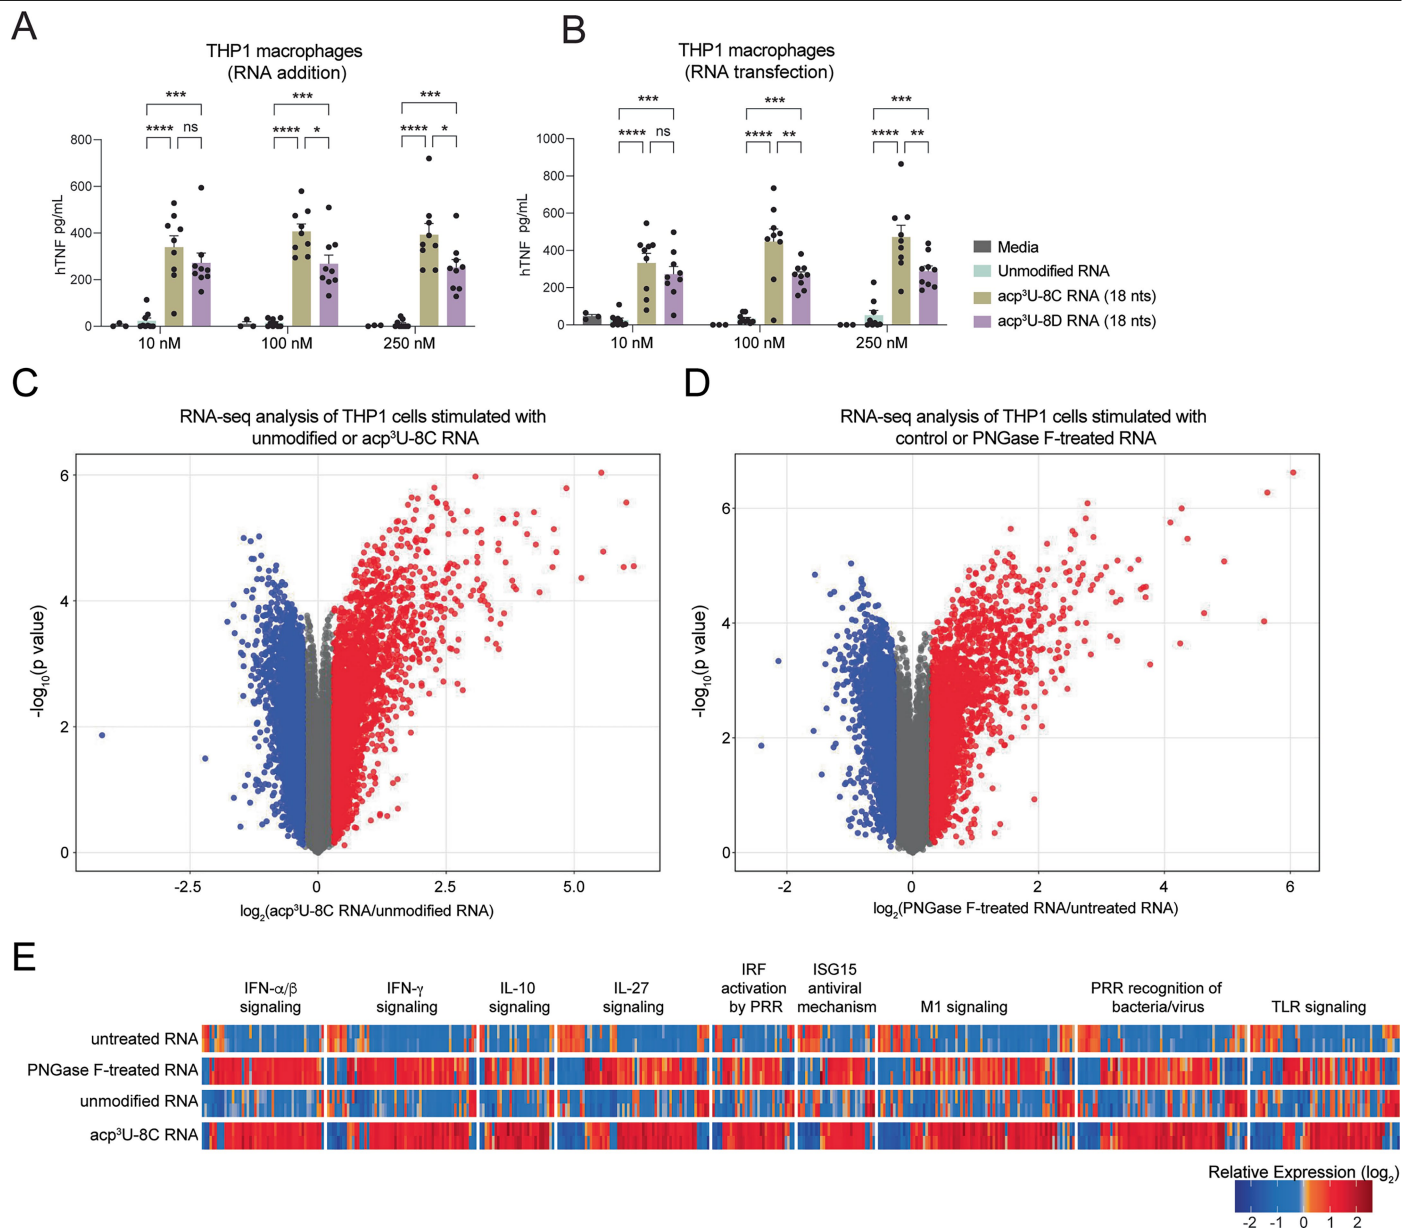 A
THP1 macrophages
(RNA addition)
***
***
***
**** ns
**** *
**** *
800
600
400
200
0
hTNF pg/mL
10 nM
100 nM
250 nM
B
THP1 macrophages
(RNA transfection)
***
***
***
**** ns
**** **
**** **
1000
800
600
400
200
0
hTNF pg/mL
10 nM
100 nM
250 nM
Media
Unmodified RNA
acp³U-8C RNA (18 nts)
acp³U-8D RNA (18 nts)
C
RNA-seq analysis of THP1 cells stimulated with
unmodified or acp³U-8C RNA
6
4
2
0
-log₁₀(p value)
-2.5
0
2.5
5.0
log₂(acp³U-8C RNA/unmodified RNA)
D
RNA-seq analysis of THP1 cells stimulated with
control or PNGase F-treated RNA
6
4
2
0
-log₁₀(p value)
-2
0
2
4
6
log₂(PNGase F-treated RNA/untreated RNA)
E
IFN-α/β
signaling
IFN-γ
signaling
IL-10
signaling
IL-27
signaling
IRF
activation
by PRR
ISG15
antiviral
mechanism
M1 signaling
PRR recognition of
bacteria/virus
TLR signaling
untreated RNA
PNGase F-treated RNA
unmodified RNA
acp³U-8C RNA
Relative Expression (log₂)
-2 -1 0 1 2